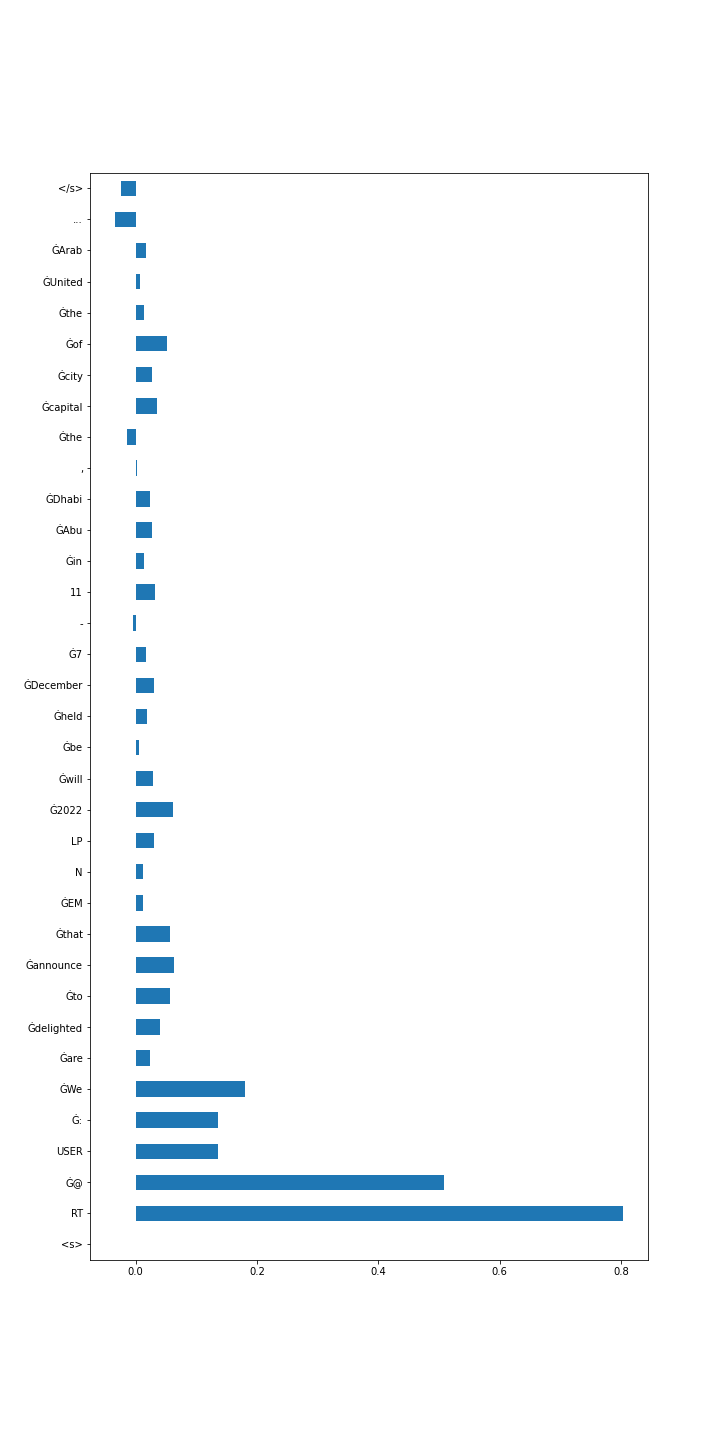 </s>
...
ĠArab
ĠUnited
Ġthe
Ġof
Ġcity
Ġcapital
Ġthe
,
ĠDhabi
ĠAbu
Ġin
11
-
Ġ7
ĠDecember
Ġheld
Ġbe
Ġwill
Ġ2022
LP
N
ĠEM
Ġthat
Ġannounce
Ġto
Ġdelighted
Ġare
ĠWe
Ġ:
USER
Ġ@
RT
<s>
0.0 0.2 0.4 0.6 0.8